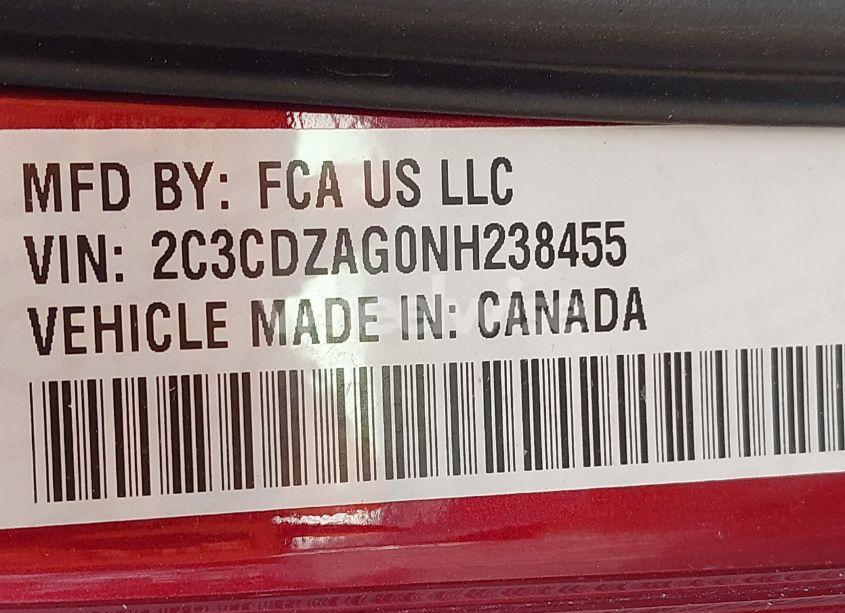 MFD BY: FCA US LLC
VIN: 2C3CDZAG0NH238455
VEHICLE MADE IN: CANADA